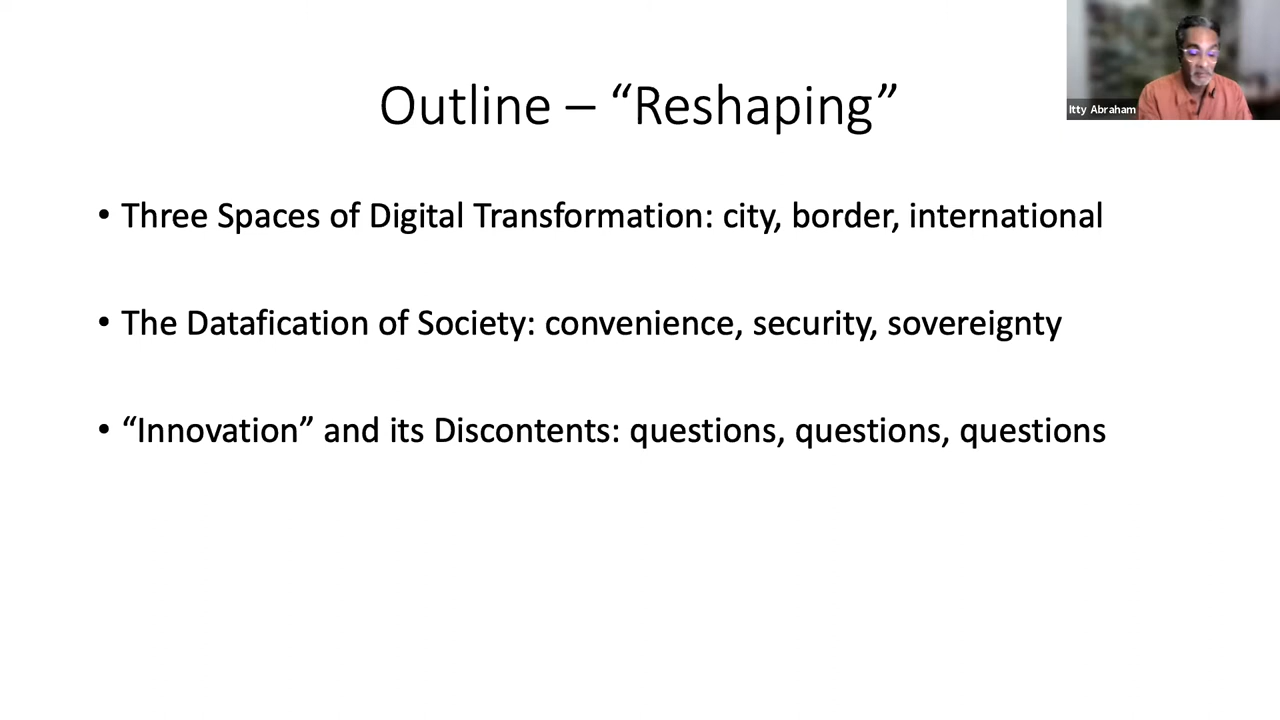 Outline – “Reshaping”
Itty Abraham
• Three Spaces of Digital Transformation: city, border, international
• The Datafication of Society: convenience, security, sovereignty
• “Innovation” and its Discontents: questions, questions, questions